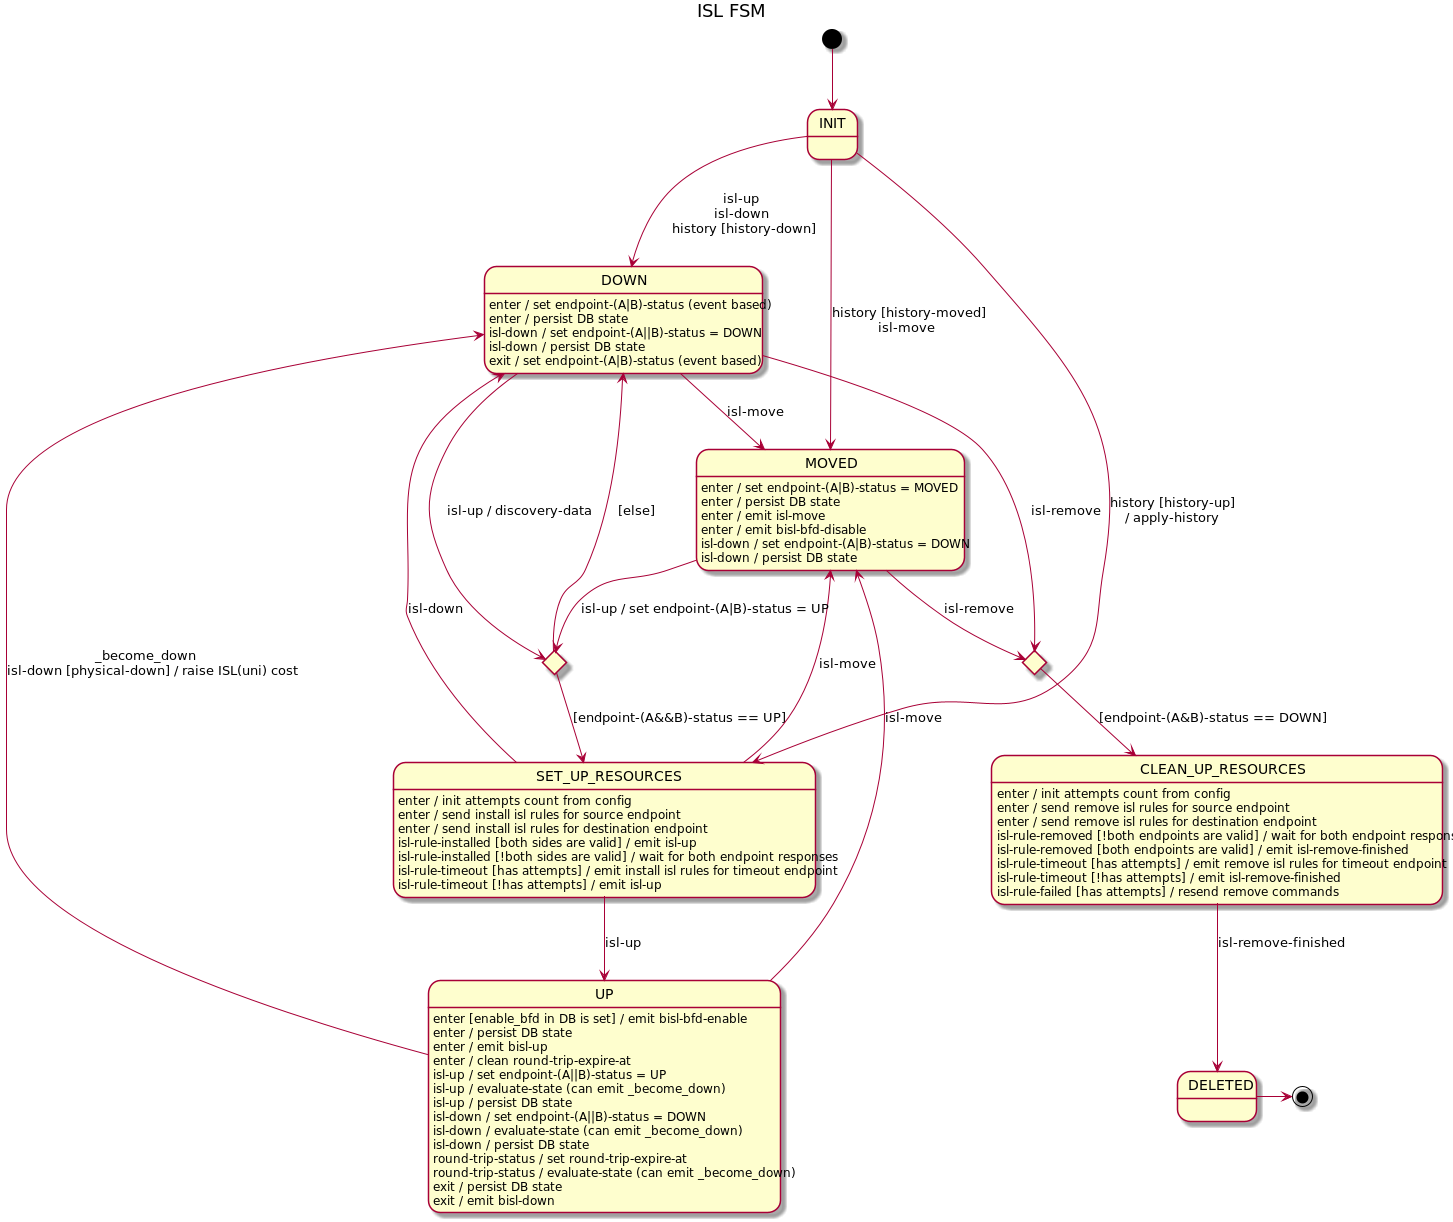 ISL FSM
INIT
isl-up
isl-down
history [history-down]
DOWN
enter / set endpoint-(A|B)-status (event based)
enter / persist DB state
isl-down / set endpoint-(A||B)-status = DOWN
isl-down / persist DB state
exit / set endpoint-(A|B)-status (event based)
history [history-moved]
isl-move
isl-move
MOVED
enter / set endpoint-(A|B)-status = MOVED
enter / persist DB state
enter / emit isl-move
enter / emit bisl-bfd-disable
isl-down / set endpoint-(A|B)-status = DOWN
isl-down / persist DB state
isl-up / discovery-data
[else]
isl-remove
history [history-up]
/ apply-history
isl-down
isl-up / set endpoint-(A|B)-status = UP
isl-remove
_become_down
isl-down [physical-down] / raise ISL(uni) cost
isl-move
[endpoint-(A&&B)-status == UP]
isl-move
[endpoint-(A&B)-status == DOWN]
SET_UP_RESOURCES
enter / init attempts count from config
enter / send install isl rules for source endpoint
enter / send install isl rules for destination endpoint
isl-rule-installed [both sides are valid] / emit isl-up
isl-rule-installed [!both sides are valid] / wait for both endpoint responses
isl-rule-timeout [has attempts] / emit install isl rules for timeout endpoint
isl-rule-timeout [!has attempts] / emit isl-up
CLEAN_UP_RESOURCES
enter / init attempts count from config
enter / send remove isl rules for source endpoint
enter / send remove isl rules for destination endpoint
isl-rule-removed [!both endpoints are valid] / wait for both endpoint respons
isl-rule-removed [both endpoints are valid] / emit isl-remove-finished
isl-rule-timeout [has attempts] / emit remove isl rules for timeout endpoint
isl-rule-timeout [!has attempts] / emit isl-remove-finished
isl-rule-failed [has attempts] / resend remove commands
isl-up
isl-remove-finished
UP
enter [enable_bfd in DB is set] / emit bisl-bfd-enable
enter / persist DB state
enter / emit bisl-up
enter / clean round-trip-expire-at
isl-up / set endpoint-(A||B)-status = UP
isl-up / evaluate-state (can emit _become_down)
isl-up / persist DB state
isl-down / set endpoint-(A||B)-status = DOWN
isl-down / evaluate-state (can emit _become_down)
isl-down / persist DB state
round-trip-status / set round-trip-expire-at
round-trip-status / evaluate-state (can emit _become_down)
exit / persist DB state
exit / emit bisl-down
DELETED